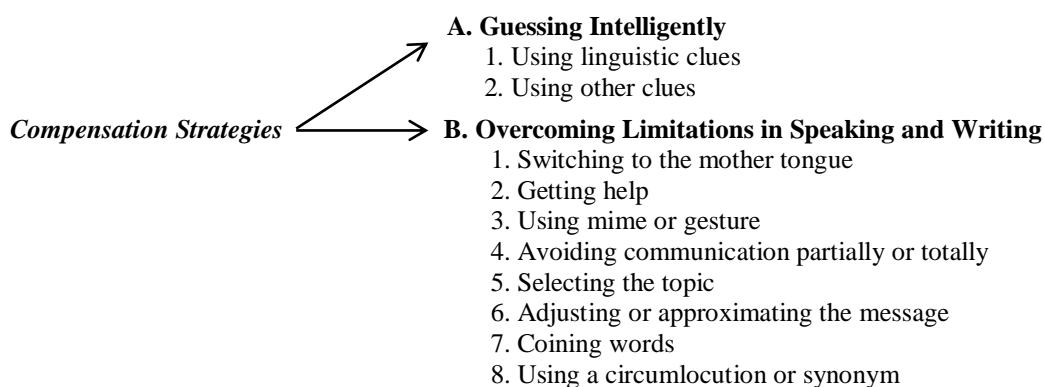 A. Guessing Intelligently
1. Using linguistic clues
2. Using other clues
Compensation Strategies
B. Overcoming Limitations in Speaking and Writing
1. Switching to the mother tongue
2. Getting help
3. Using mime or gesture
4. Avoiding communication partially or totally
5. Selecting the topic
6. Adjusting or approximating the message
7. Coining words
8. Using a circumlocution or synonym